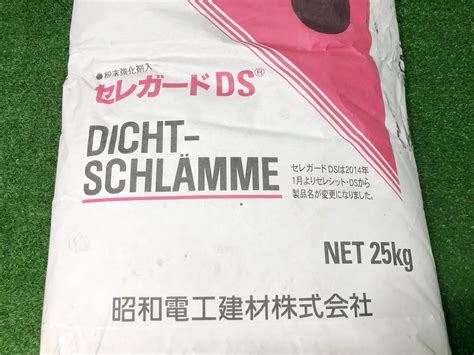 ●粉末強化剤入
セレガードDS®
DICHT-
SCHLÄMME
セレガードDSは2014年
1月よりセレシット・DSから
製品名が変更になりました。
NET 25kg
昭和電工建材株式会社